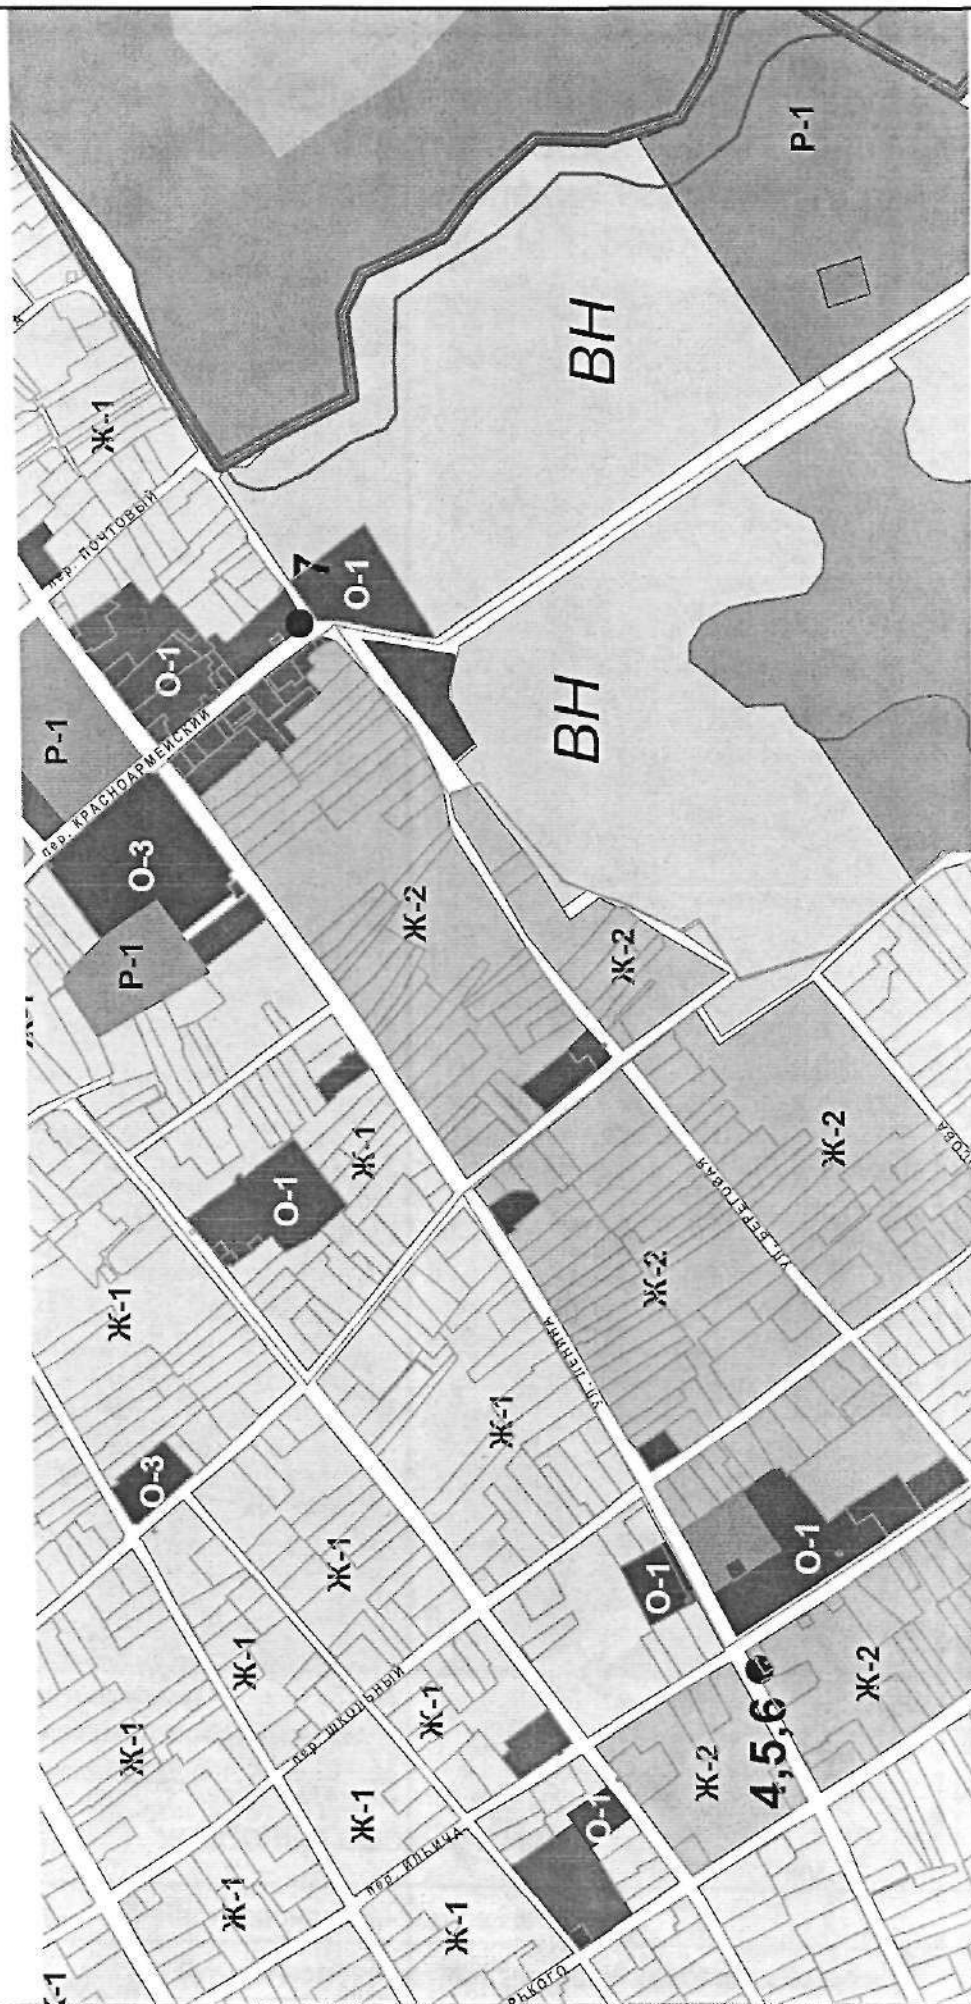 Ж-1
Ж-1
О-3
Р-1
О-3
Р-1
пер. КРАСНОАРМЕЙСКИЙ
О-1
пер. ПОЧТОВЫЙ
Ж-1
Ж-1
Ж-1
пер. ШКОЛЬНЫЙ
Ж-1
О-1
Ж-1
Ж-1
пер. ИЛЬИЧА
Ж-1
Ж-1
Ж-1
Ж-2
7
О-1
РЬКОГО
О-1
УЛ. ЛЕНИНА
О-1
Ж-2
Ж-2
ВН
ВН
Ж-2
4,5,6
О-1
УЛ. БЕРЕГОВАЯ
Ж-2
Р-1
Ж-2